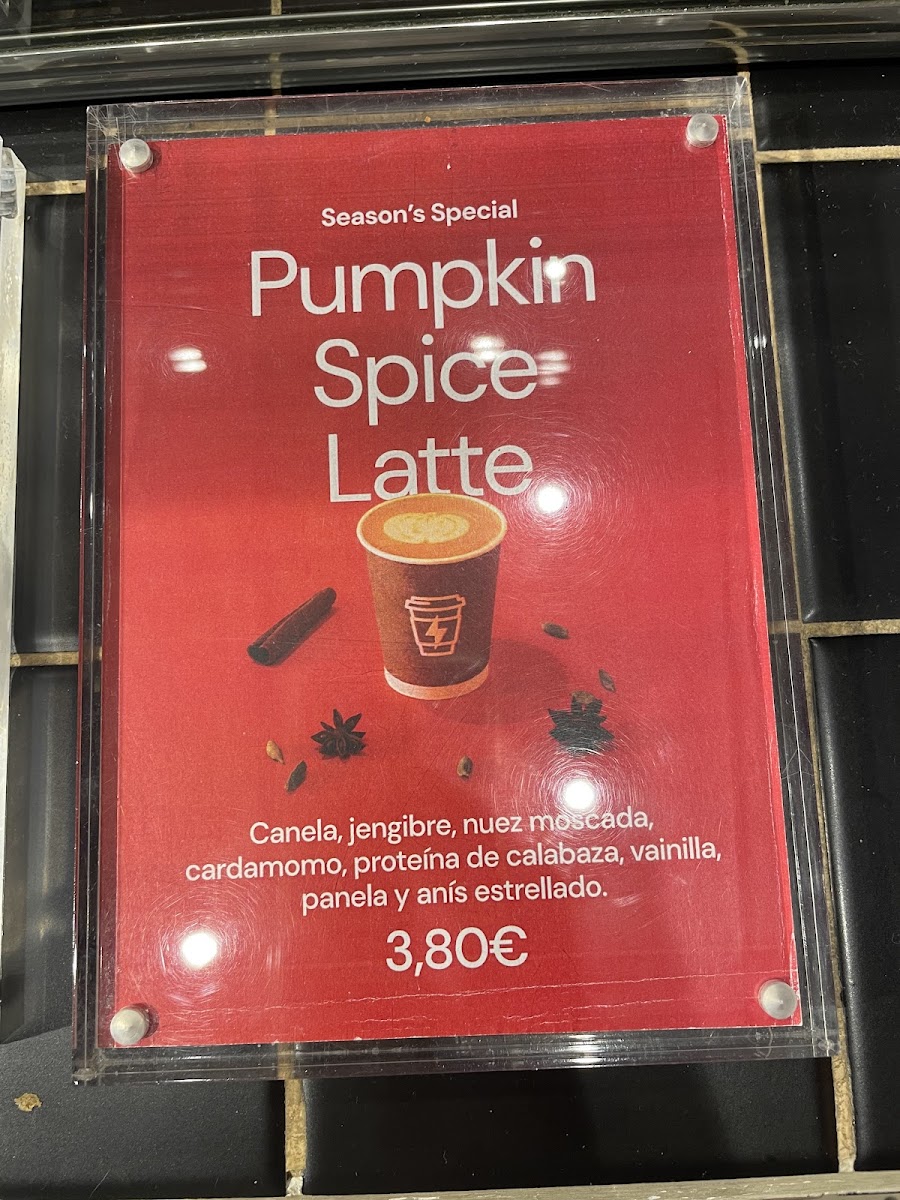 Season's Special
Pumpkin
Spice
Latte
Canela, jengibre, nuez moscada,
cardamomo, proteína de calabaza, vainilla,
panela y anís estrellado.
3,80€